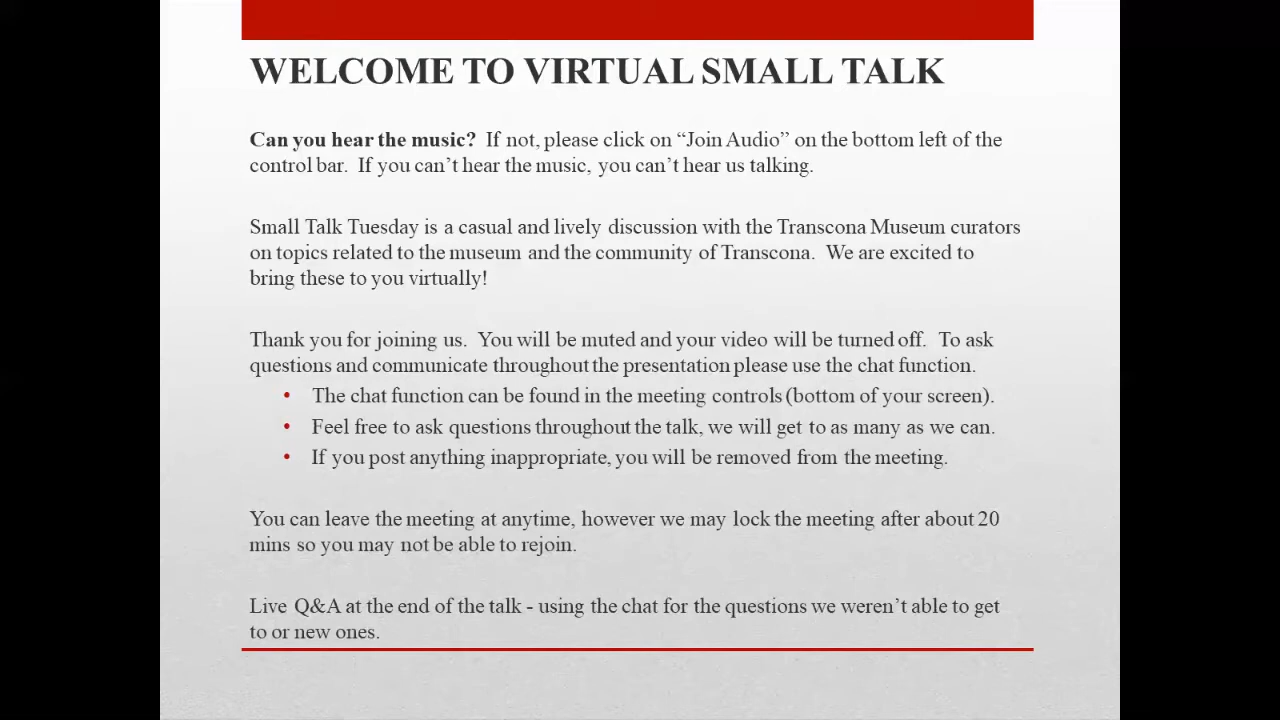 WELCOME TO VIRTUAL SMALL TALK
Can you hear the music? If not, please click on “Join Audio” on the bottom left of the
control bar. If you can’t hear the music, you can’t hear us talking.
Small Talk Tuesday is a casual and lively discussion with the Transcona Museum curators
on topics related to the museum and the community of Transcona. We are excited to
bring these to you virtually!
Thank you for joining us. You will be muted and your video will be turned off. To ask
questions and communicate throughout the presentation please use the chat function.
• The chat function can be found in the meeting controls (bottom of your screen).
• Feel free to ask questions throughout the talk, we will get to as many as we can.
• If you post anything inappropriate, you will be removed from the meeting.
You can leave the meeting at anytime, however we may lock the meeting after about 20
mins so you may not be able to rejoin.
Live Q&A at the end of the talk - using the chat for the questions we weren’t able to get
to or new ones.